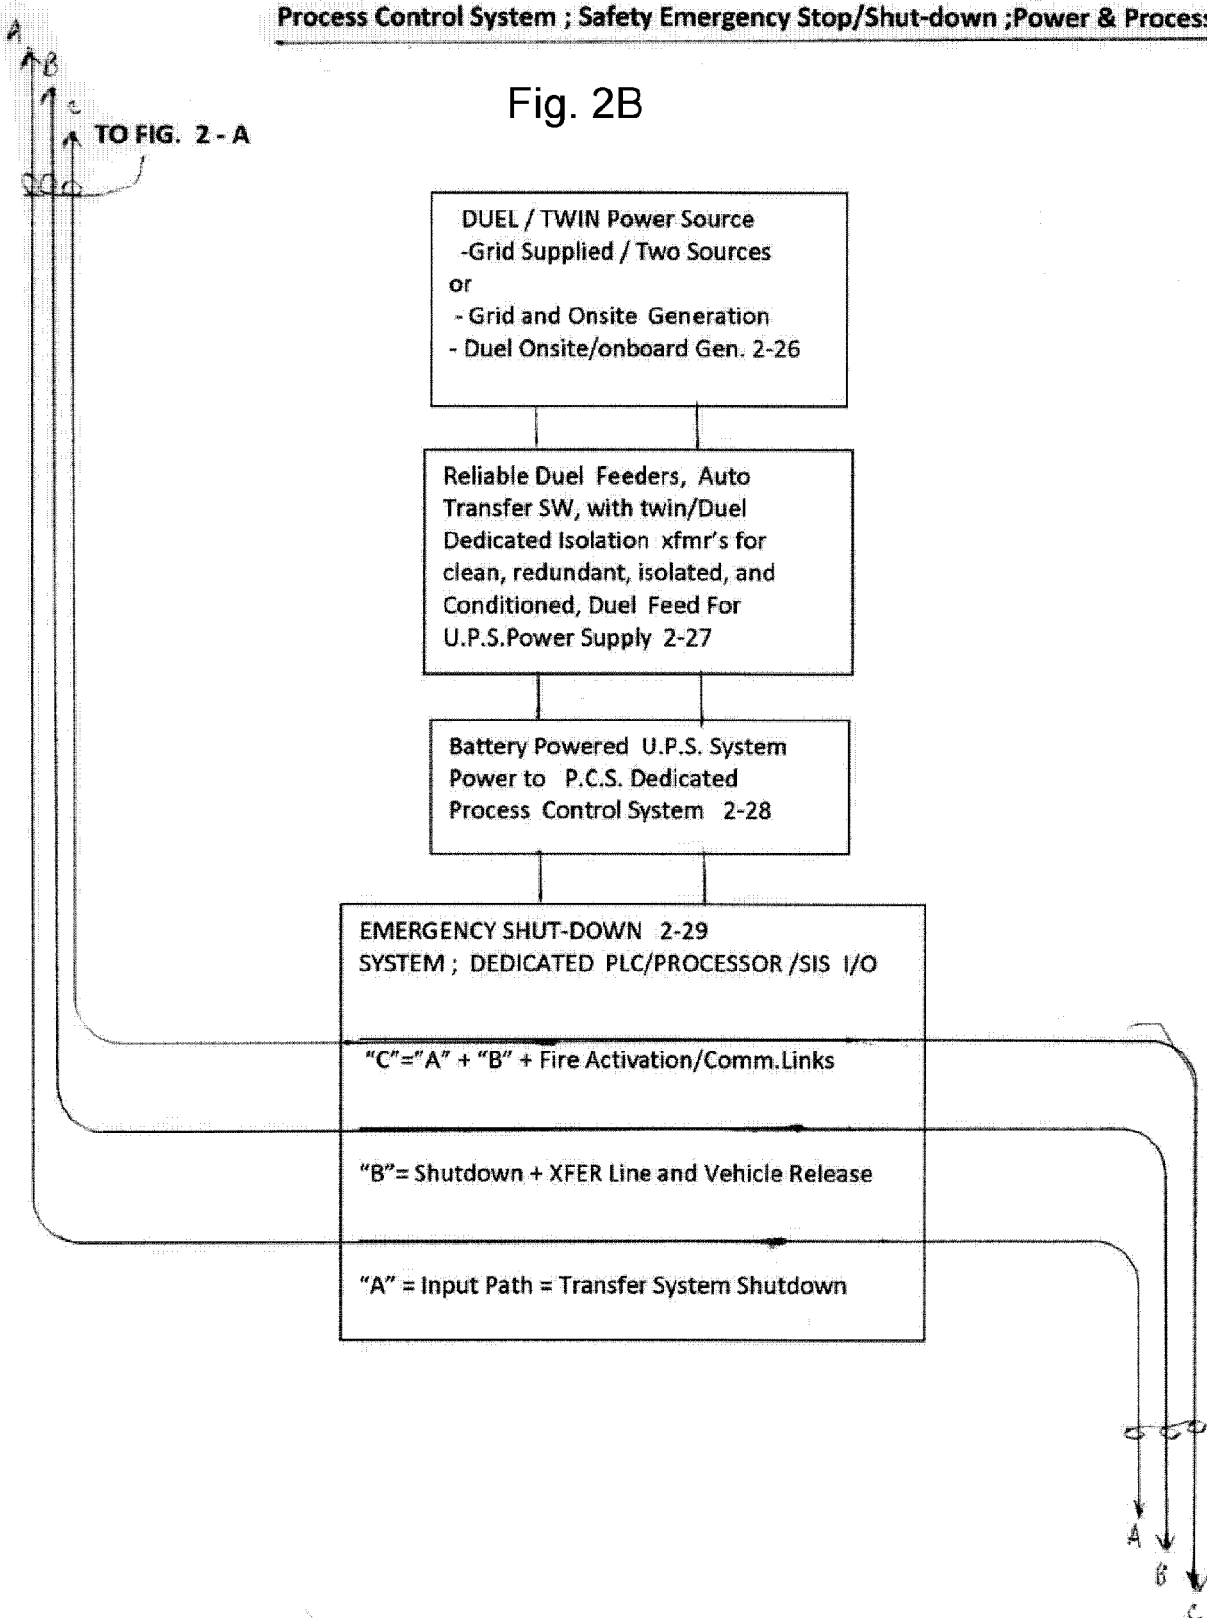 Process Control System ; Safety Emergency Stop/Shut-down ;Power & Process
A
B
C
Fig. 2B
TO FIG. 2 - A
DUEL / TWIN Power Source
-Grid Supplied / Two Sources
or
- Grid and Onsite Generation
- Duel Onsite/onboard Gen. 2-26
Reliable Duel Feeders, Auto
Transfer SW, with twin/Duel
Dedicated Isolation xfmr's for
clean, redundant, isolated, and
Conditioned, Duel Feed For
U.P.S.Power Supply 2-27
Battery Powered U.P.S. System
Power to P.C.S. Dedicated
Process Control System 2-28
EMERGENCY SHUT-DOWN 2-29
SYSTEM ; DEDICATED PLC/PROCESSOR /SIS I/O
"C"="A" + "B" + Fire Activation/Comm.Links
"B"= Shutdown + XFER Line and Vehicle Release
"A" = Input Path = Transfer System Shutdown
A
B
C